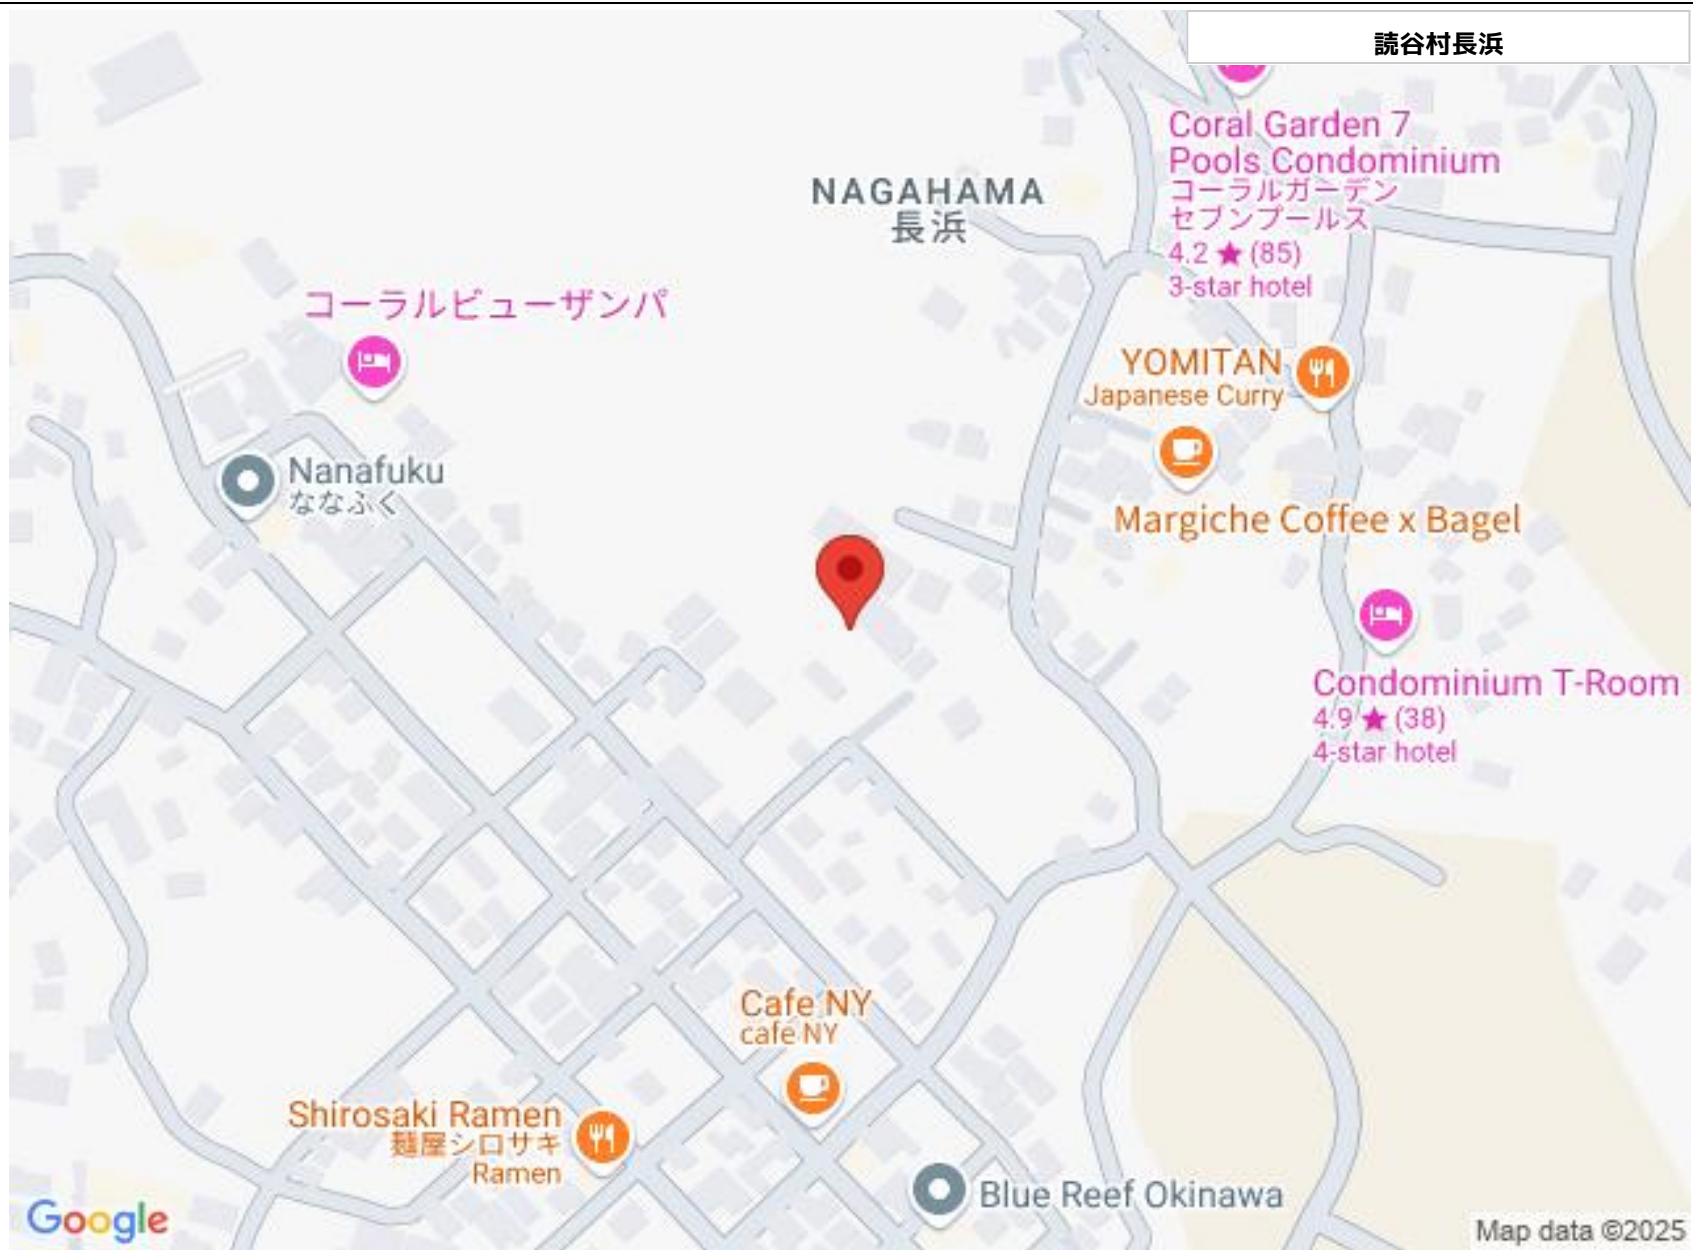 読谷村長浜
Coral Garden 7
Pools Condominium
コーラルガーデン
セブンプールス
4.2 ★ (85)
3-star hotel
NAGAHAMA
長浜
コーラルビューザンパ
YOMITAN
Japanese Curry
Nanafuku
ななふく
Margiche Coffee x Bagel
Condominium T-Room
4.9 ★ (38)
4-star hotel
Cafe NY
cafe NY
Shirosaki Ramen
麺屋シロサキ
Ramen
Blue Reef Okinawa
Google
Map data ©2025